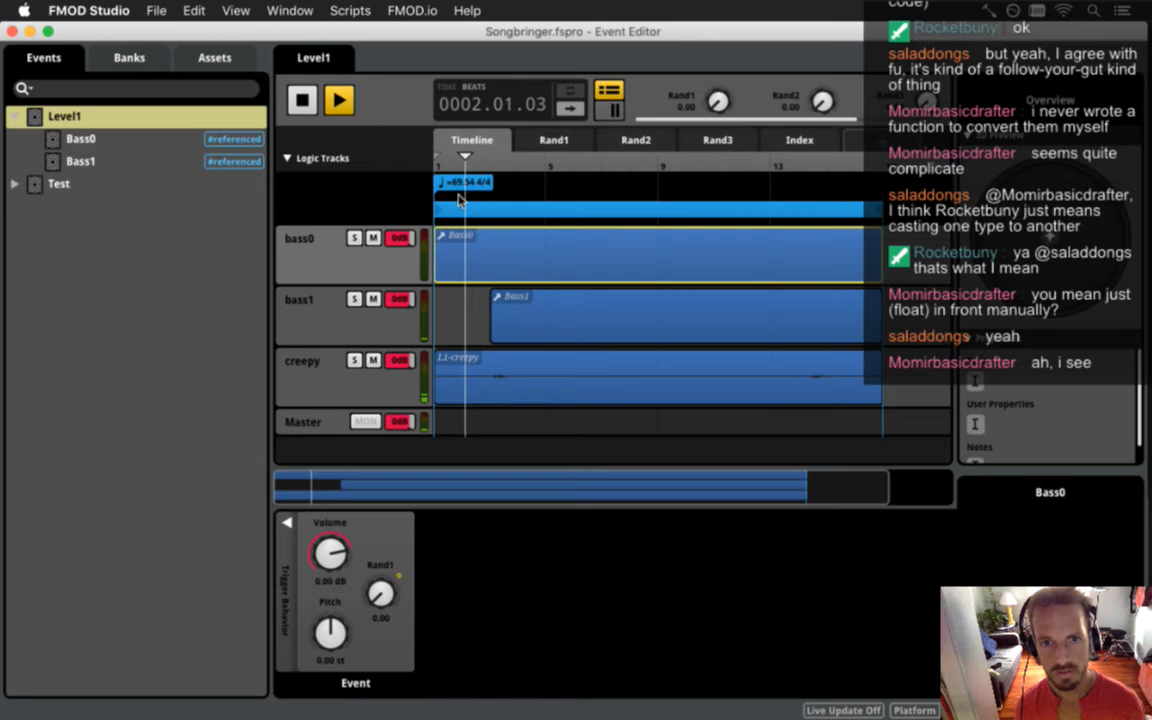 FMOD Studio File Edit View Window Scripts FMOD.io Help
Songbringer.fspro - Event Editor
Events Banks Assets
Level1
Bass0 #referenced
Bass1 #referenced
Test
Level1
TIME BEATS
0002.01.03
Rand1
0.00
Rand2
0.00
Timeline Rand1 Rand2 Rand3 Index
Logic Tracks
1 5 9 13
=69.54 4/4
bass0 S M 0dB
Bass0
bass1 S M 0dB
Bass1
creepy S M 0dB
L1-creepy
Master MON 0dB
Trigger Behavior
Volume
0.00 dB
Pitch
0.00 st
Rand1
0.00
Event
code)
Rocketbuny ok
saladdongs but yeah, I agree with
fu, it's kind of a follow-your-gut kind
of thing
Momirbasicdrafter : i never wrote a
function to convert them myself
Momirbasicdrafter seems quite
complicate
saladdongs @Momirbasicdrafter,
I think Rocketbuny just means
casting one type to another
Rocketbuny : ya @saladdongs
thats what I mean
Momirbasicdrafter you mean just
(float) in front manually?
saladdongs yeah
Momirbasicdrafter ah, i see
Overview
User Properties
Notes
Bass0
Live Update Off Platform